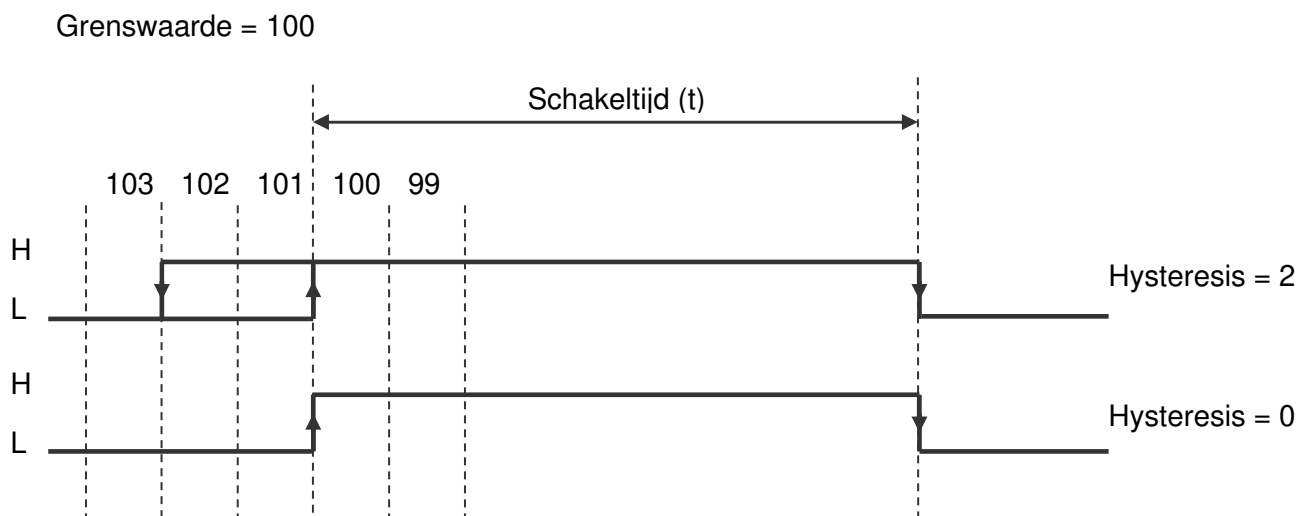 Grenswaarde = 100
Schakeltijd (t)
103 102 101 100 99
H
L
Hysteresis = 2
H
L
Hysteresis = 0